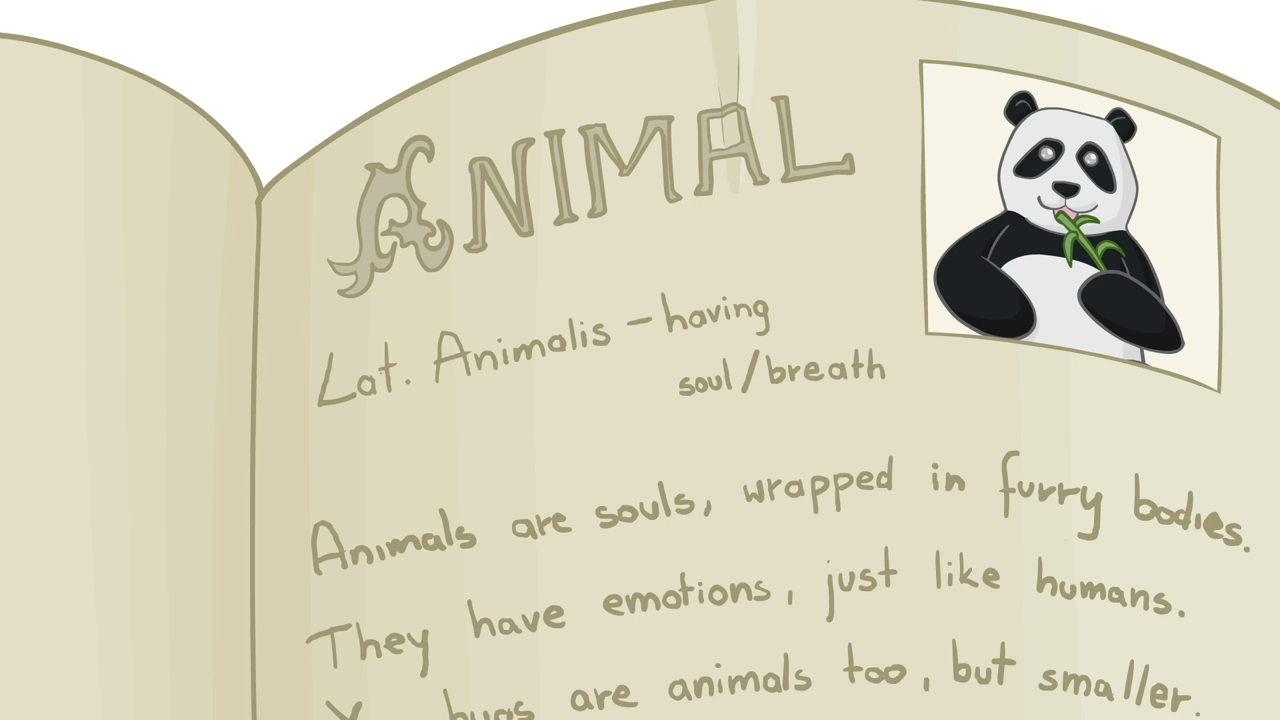 ANIMAL
Lat. Animalis – having
soul/breath
Animals are souls, wrapped in furry bodies.
They have emotions, just like humans.
bugs are animals too, but smaller.